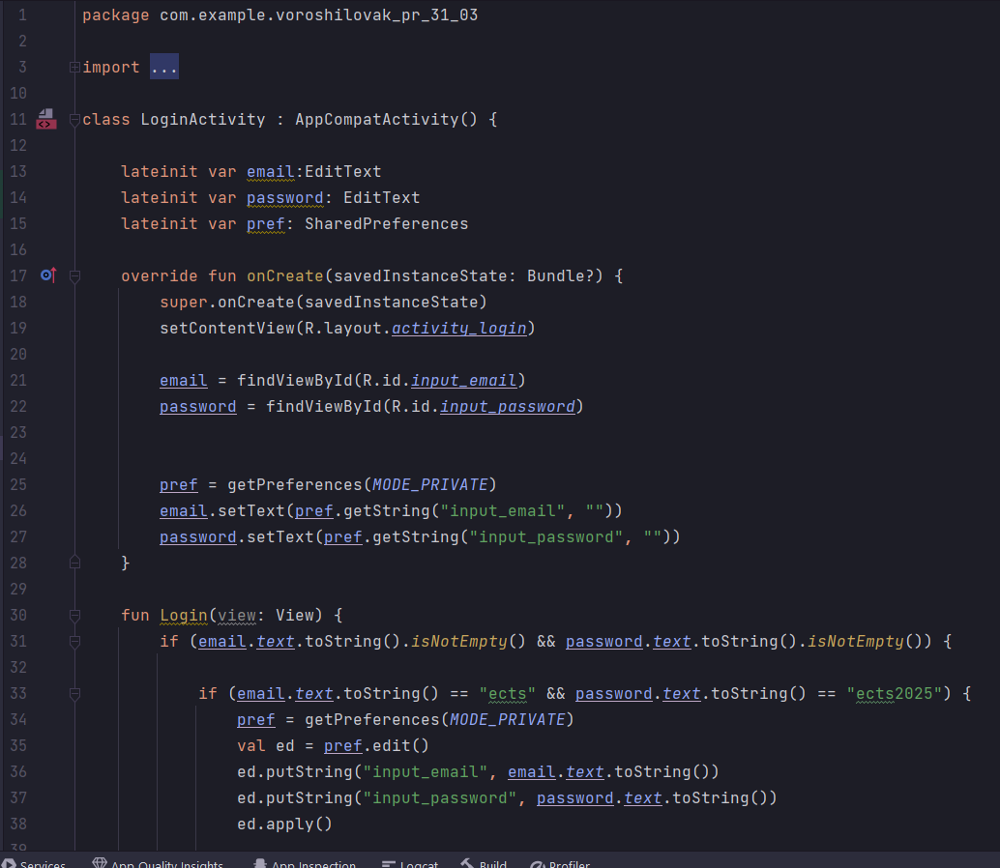 1 package com.example.voroshilovak_pr_31_03
2
3 import ...
10
11 class LoginActivity : AppCompatActivity() {
12
13 lateinit var email:EditText
14 lateinit var password: EditText
15 lateinit var pref: SharedPreferences
16
17 override fun onCreate(savedInstanceState: Bundle?) {
18 super.onCreate(savedInstanceState)
19 setContentView(R.layout.activity_login)
20
21 email = findViewById(R.id.input_email)
22 password = findViewById(R.id.input_password)
23
24
25 pref = getPreferences(MODE_PRIVATE)
26 email.setText(pref.getString("input_email", ""))
27 password.setText(pref.getString("input_password", ""))
28 }
29
30 fun Login(view: View) {
31 if (email.text.toString().isNotEmpty() && password.text.toString().isNotEmpty()) {
32
33 if (email.text.toString() == "ects" && password.text.toString() == "ects2025") {
34 pref = getPreferences(MODE_PRIVATE)
35 val ed = pref.edit()
36 ed.putString("input_email", email.text.toString())
37 ed.putString("input_password", password.text.toString())
38 ed.apply()
39
Services App Quality Insights App Inspection Logcat Build Profiler